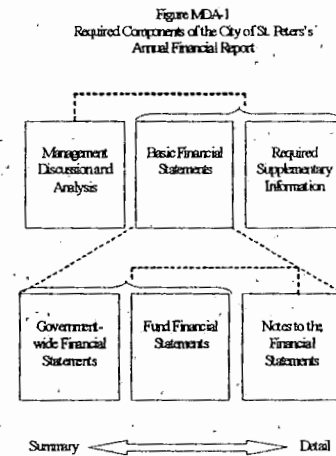 Figure MDA-1
Required Components of the City of St. Peters's
Annual Financial Report
Management
Discussion and
Analysis
Basic Financial
Statements
Required
Supplementary
Information
Government-
wide Financial
Statements
Fund Financial
Statements
Notes to the
Financial
Statements
Summary
Detail